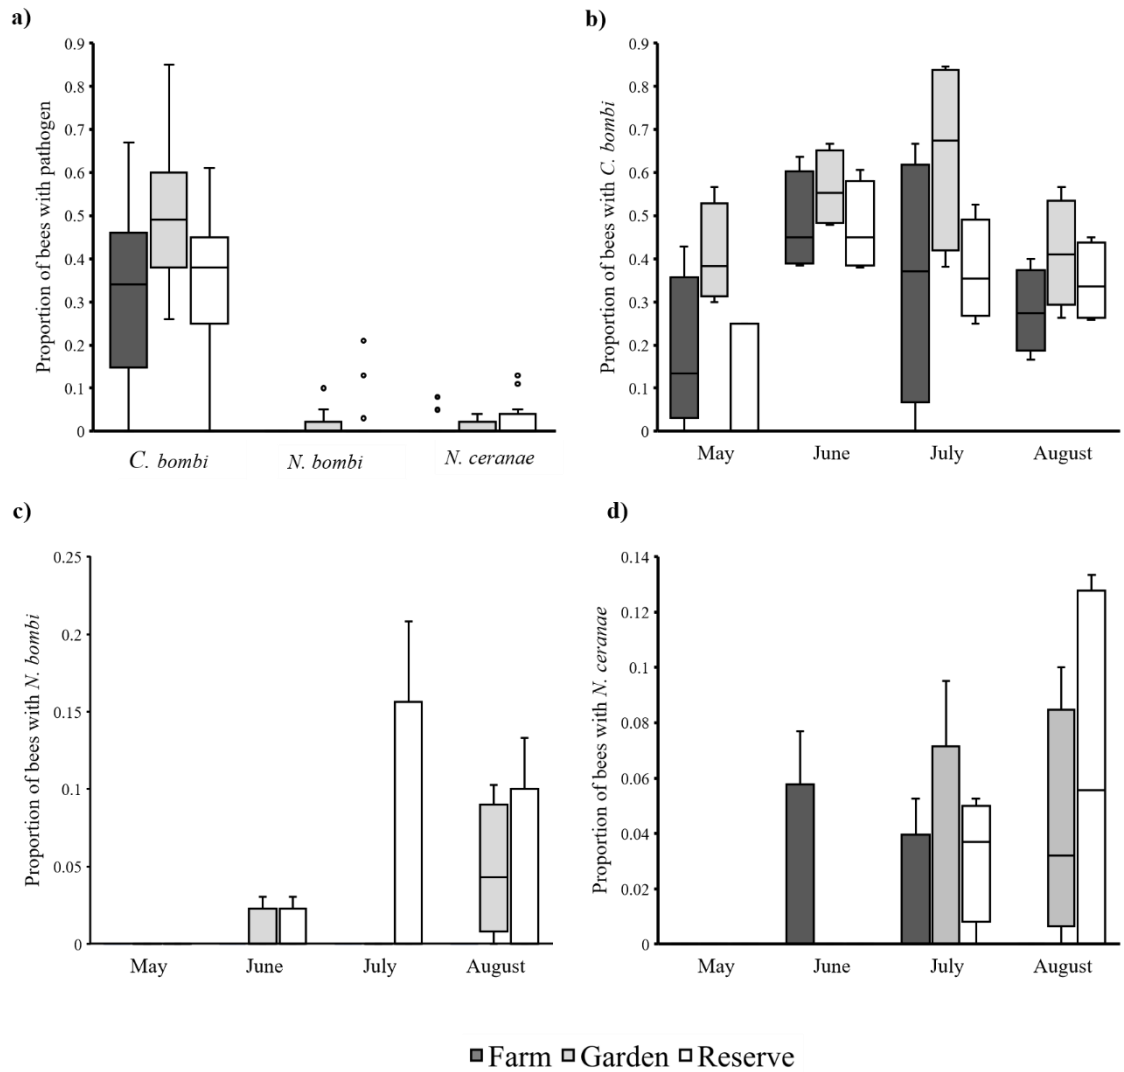 a)
Proportion of bees with pathogen
0.9
0.8
0.7
0.6
0.5
0.4
0.3
0.2
0.1
0
C. bombi
N. bombi
N. ceranae
b)
Proportion of bees with C. bombi
0.9
0.8
0.7
0.6
0.5
0.4
0.3
0.2
0.1
0
May
June
July
August
c)
Proportion of bees with N. bombi
0.25
0.2
0.15
0.1
0.05
0
May
June
July
August
d)
Proportion of bees with N. ceranae
0.14
0.12
0.1
0.08
0.06
0.04
0.02
0
May
June
July
August
Farm Garden Reserve